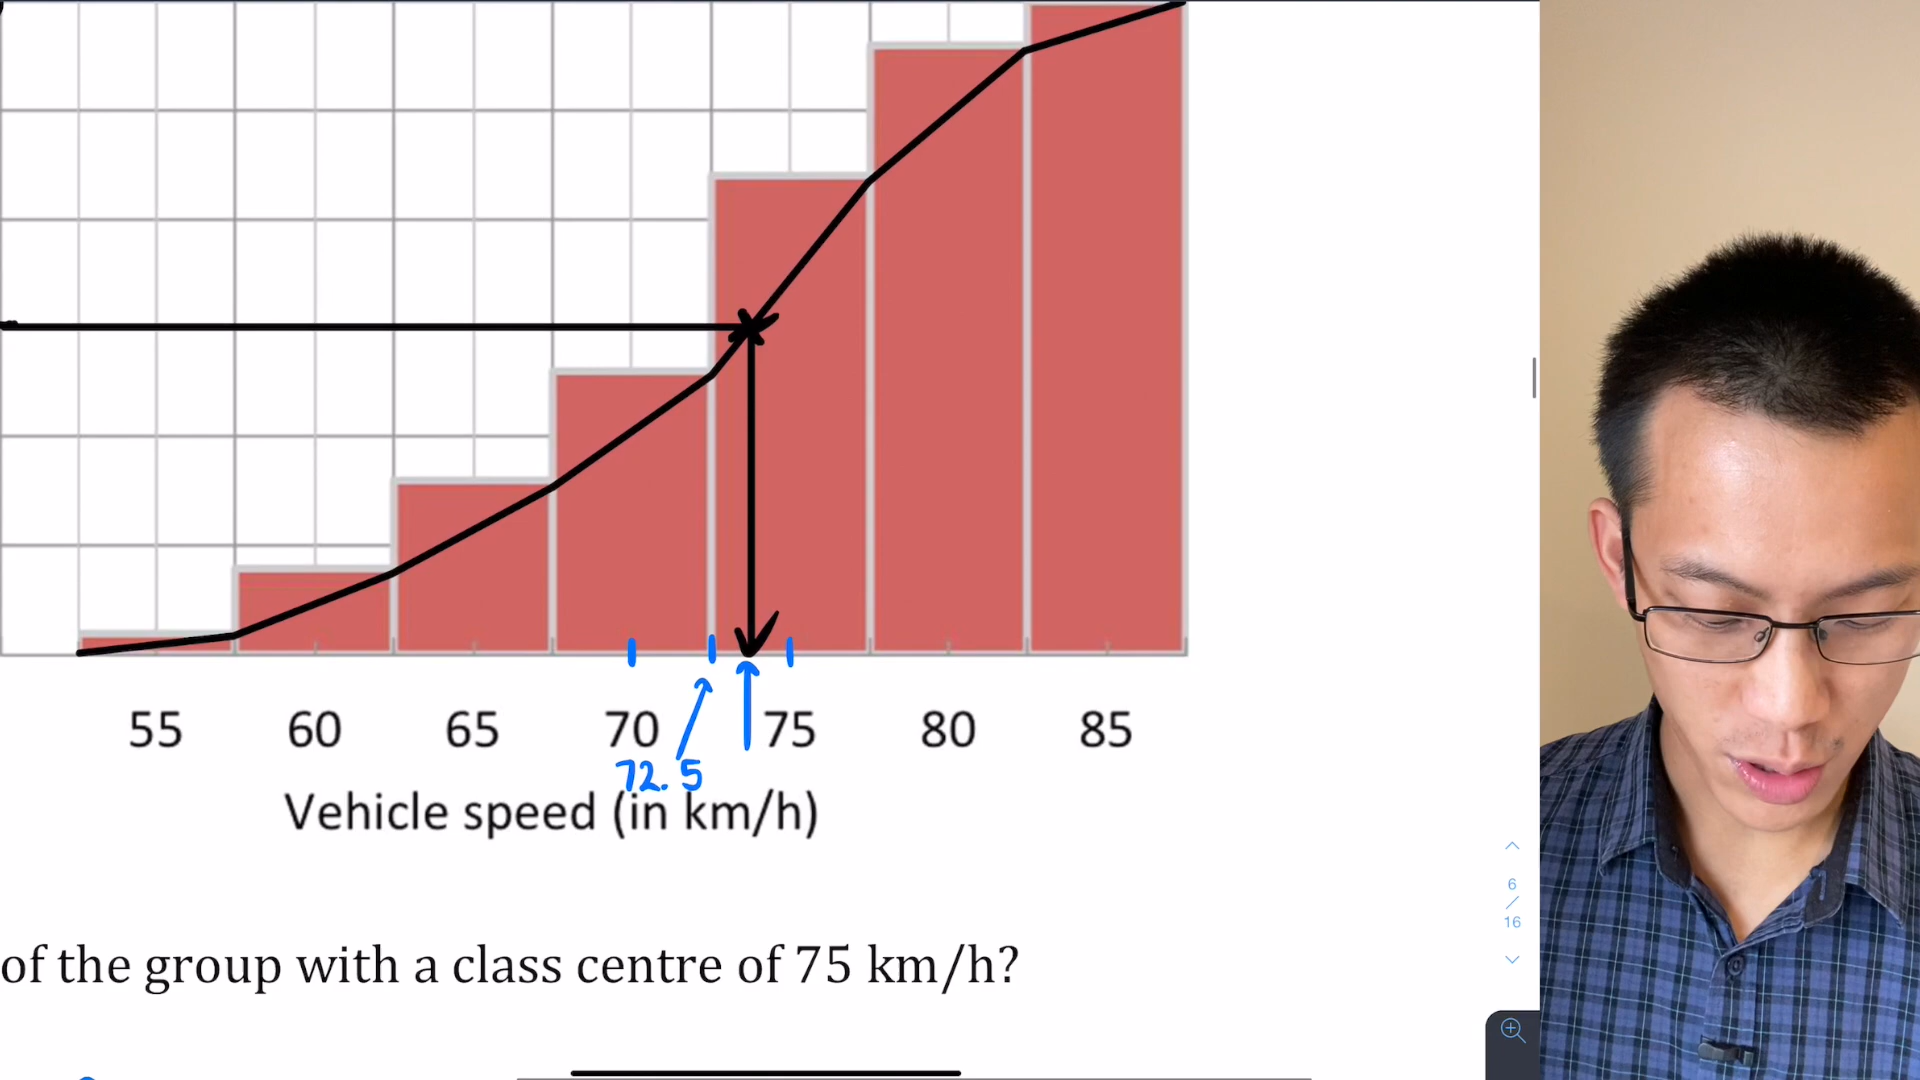 55 60 65 70 75 80 85
72.5
Vehicle speed (in km/h)
of the group with a class centre of 75 km/h?
6
/
16